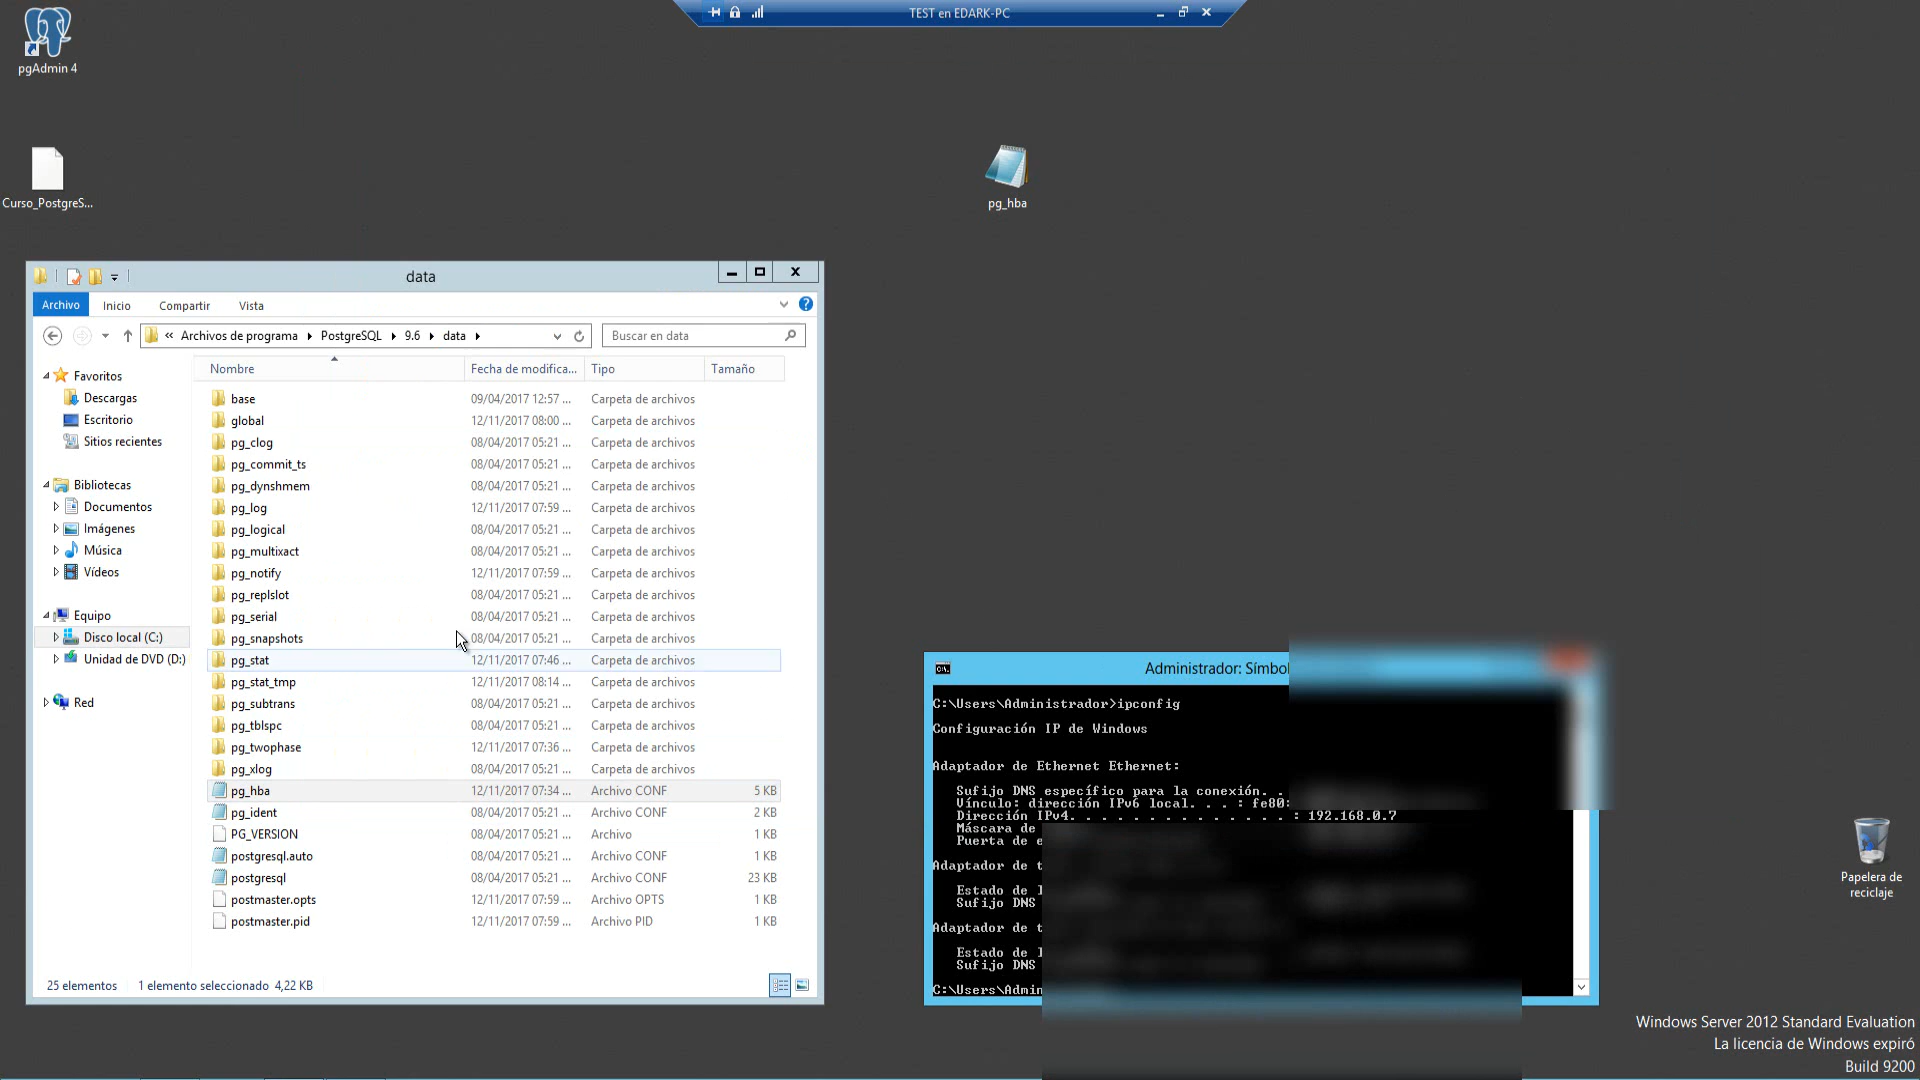 TEST en EDARK-PC
pgAdmin 4
Curso_PostgreS...
pg_hba
data
Archivo
Inicio
Compartir
Vista
« Archivos de programa PostgreSQL 9.6 data
Buscar en data
Favoritos
Descargas
Escritorio
Sitios recientes
Bibliotecas
Documentos
Imágenes
Música
Vídeos
Equipo
Disco local (C:)
Unidad de DVD (D:)
Red
Nombre Fecha de modifica... Tipo Tamaño
base 09/04/2017 12:57 ... Carpeta de archivos
global 12/11/2017 08:00 ... Carpeta de archivos
pg_clog 08/04/2017 05:21 ... Carpeta de archivos
pg_commit_ts 08/04/2017 05:21 ... Carpeta de archivos
pg_dynshmem 08/04/2017 05:21 ... Carpeta de archivos
pg_log 12/11/2017 07:59 ... Carpeta de archivos
pg_logical 08/04/2017 05:21 ... Carpeta de archivos
pg_multixact 08/04/2017 05:21 ... Carpeta de archivos
pg_notify 12/11/2017 07:59 ... Carpeta de archivos
pg_replslot 08/04/2017 05:21 ... Carpeta de archivos
pg_serial 08/04/2017 05:21 ... Carpeta de archivos
pg_snapshots 08/04/2017 05:21 ... Carpeta de archivos
pg_stat 12/11/2017 07:46 ... Carpeta de archivos
pg_stat_tmp 12/11/2017 08:14 ... Carpeta de archivos
pg_subtrans 08/04/2017 05:21 ... Carpeta de archivos
pg_tblspc 08/04/2017 05:21 ... Carpeta de archivos
pg_twophase 12/11/2017 07:36 ... Carpeta de archivos
pg_xlog 08/04/2017 05:21 ... Carpeta de archivos
pg_hba 12/11/2017 07:34 ... Archivo CONF 5 KB
pg_ident 08/04/2017 05:21 ... Archivo CONF 2 KB
PG_VERSION 08/04/2017 05:21 ... Archivo 1 KB
postgresql.auto 08/04/2017 05:21 ... Archivo CONF 1 KB
postgresql 08/04/2017 05:21 ... Archivo CONF 23 KB
postmaster.opts 12/11/2017 07:59 ... Archivo OPTS 1 KB
postmaster.pid 12/11/2017 07:59 ... Archivo PID 1 KB
25 elementos 1 elemento seleccionado 4,22 KB
Administrador: Símbol
C:\Users\Administrador>ipconfig
Configuración IP de Windows
Adaptador de Ethernet Ethernet:
Sufijo DNS específico para la conexión. .
Vínculo: dirección IPv6 local. . . : fe80:
Dirección IPv4. . . . . . . . . . . . . . : 192.168.0.7
Máscara de
Puerta de e
Adaptador de t
Estado de l
Sufijo DNS
Adaptador de t
Estado de l
Sufijo DNS
C:\Users\Admin
Papelera de
reciclaje
Windows Server 2012 Standard Evaluation
La licencia de Windows expiró
Build 9200